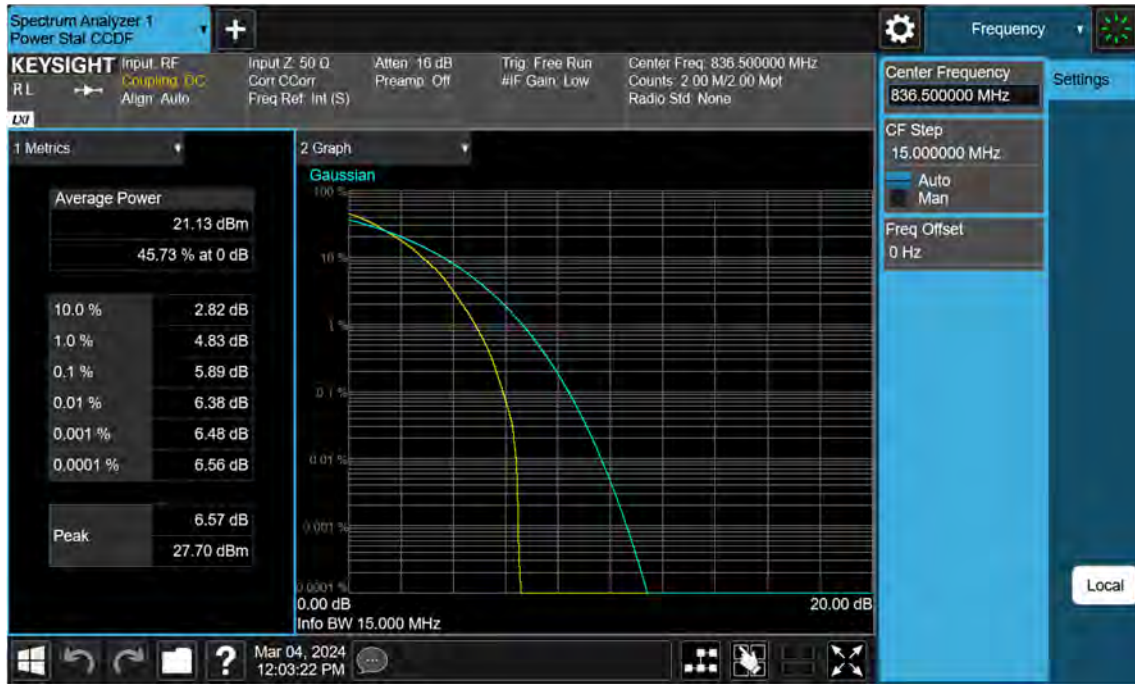 Spectrum Analyzer 1
Power Stat CCDF
Frequency
KEYSIGHT
RL
LXI
Input: RF
Coupling: DC
Align: Auto
Input Z: 50 Ω
Corr CCorr
Freq Ref: Int (S)
Atten: 16 dB
Preamp: Off
Trig: Free Run
#IF Gain: Low
Center Freq: 836.500000 MHz
Counts: 2.00 M/2.00 Mpt
Radio Std: None
Center Frequency
836.500000 MHz
Settings
CF Step
15.000000 MHz
Auto
Man
Freq Offset
0 Hz
1 Metrics
Average Power
21.13 dBm
45.73 % at 0 dB
10.0 % 2.82 dB
1.0 % 4.83 dB
0.1 % 5.89 dB
0.01 % 6.38 dB
0.001 % 6.48 dB
0.0001 % 6.56 dB
Peak
6.57 dB
27.70 dBm
2 Graph
Gaussian
100 %
10 %
1 %
0.1 %
0.01 %
0.001 %
0.0001 %
0.00 dB 20.00 dB
Info BW 15.000 MHz
Local
?
Mar 04, 2024
12:03:22 PM